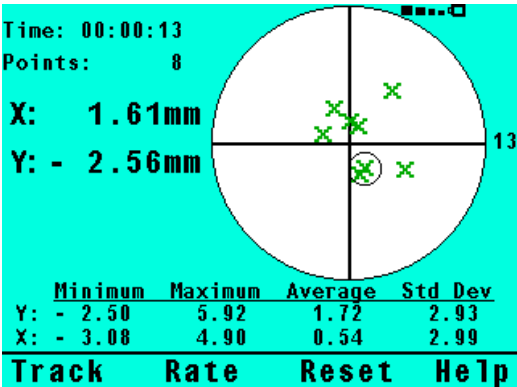 Time: 00:00:13
Points: 8
X: 1.61mm
Y: - 2.56mm
13
Minimum Maximum Average Std Dev
Y: - 2.50 5.92 1.72 2.93
X: - 3.08 4.90 0.54 2.99
Track Rate Reset Help